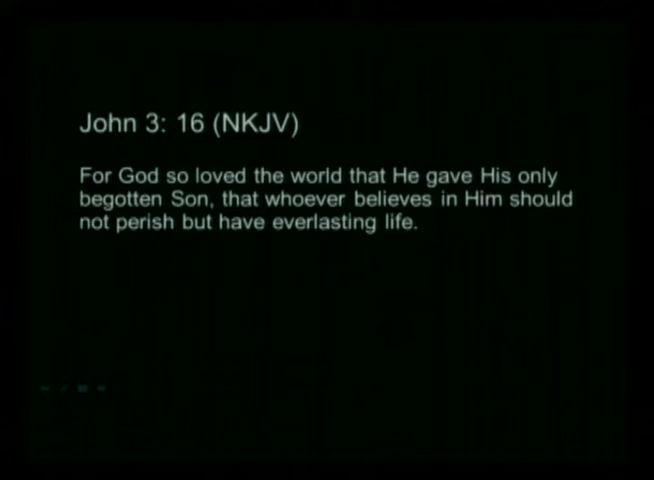 John 3: 16 (NKJV)
For God so loved the world that He gave His only
begotten Son, that whoever believes in Him should
not perish but have everlasting life.